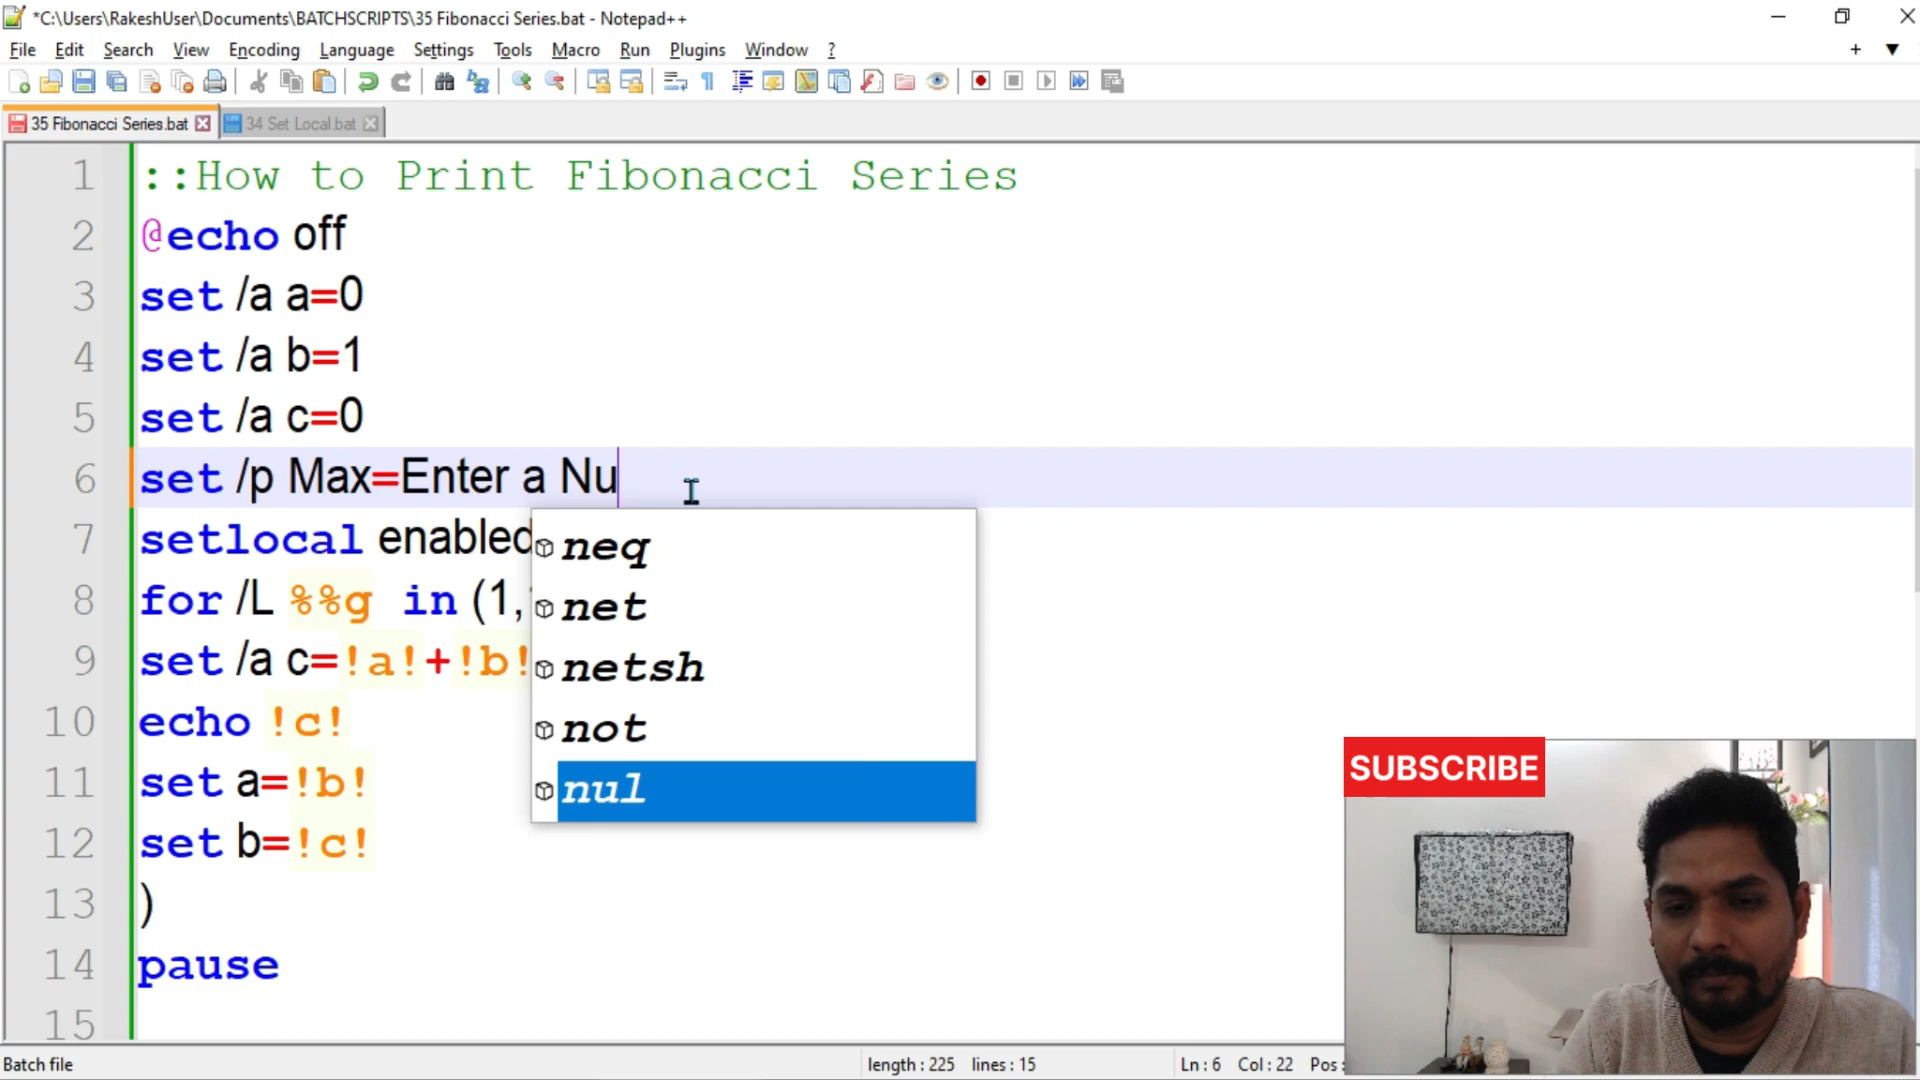 *C:\Users\RakeshUser\Documents\BATCHSCRIPTS\35 Fibonacci Series.bat - Notepad++
File Edit Search View Encoding Language Settings Tools Macro Run Plugins Window ?
35 Fibonacci Series.bat 34 Set Local.bat
1 ::How to Print Fibonacci Series
2 @echo off
3 set /a a=0
4 set /a b=1
5 set /a c=0
6 set /p Max=Enter a Nu
7 setlocal enabled
8 for /L %%g in (1,
9 set /a c=!a!+!b!
10 echo !c!
11 set a=!b!
12 set b=!c!
13 )
14 pause
15
neq
net
netsh
not
nul
SUBSCRIBE
Batch file length : 225 lines : 15 Ln : 6 Col : 22 Pos :